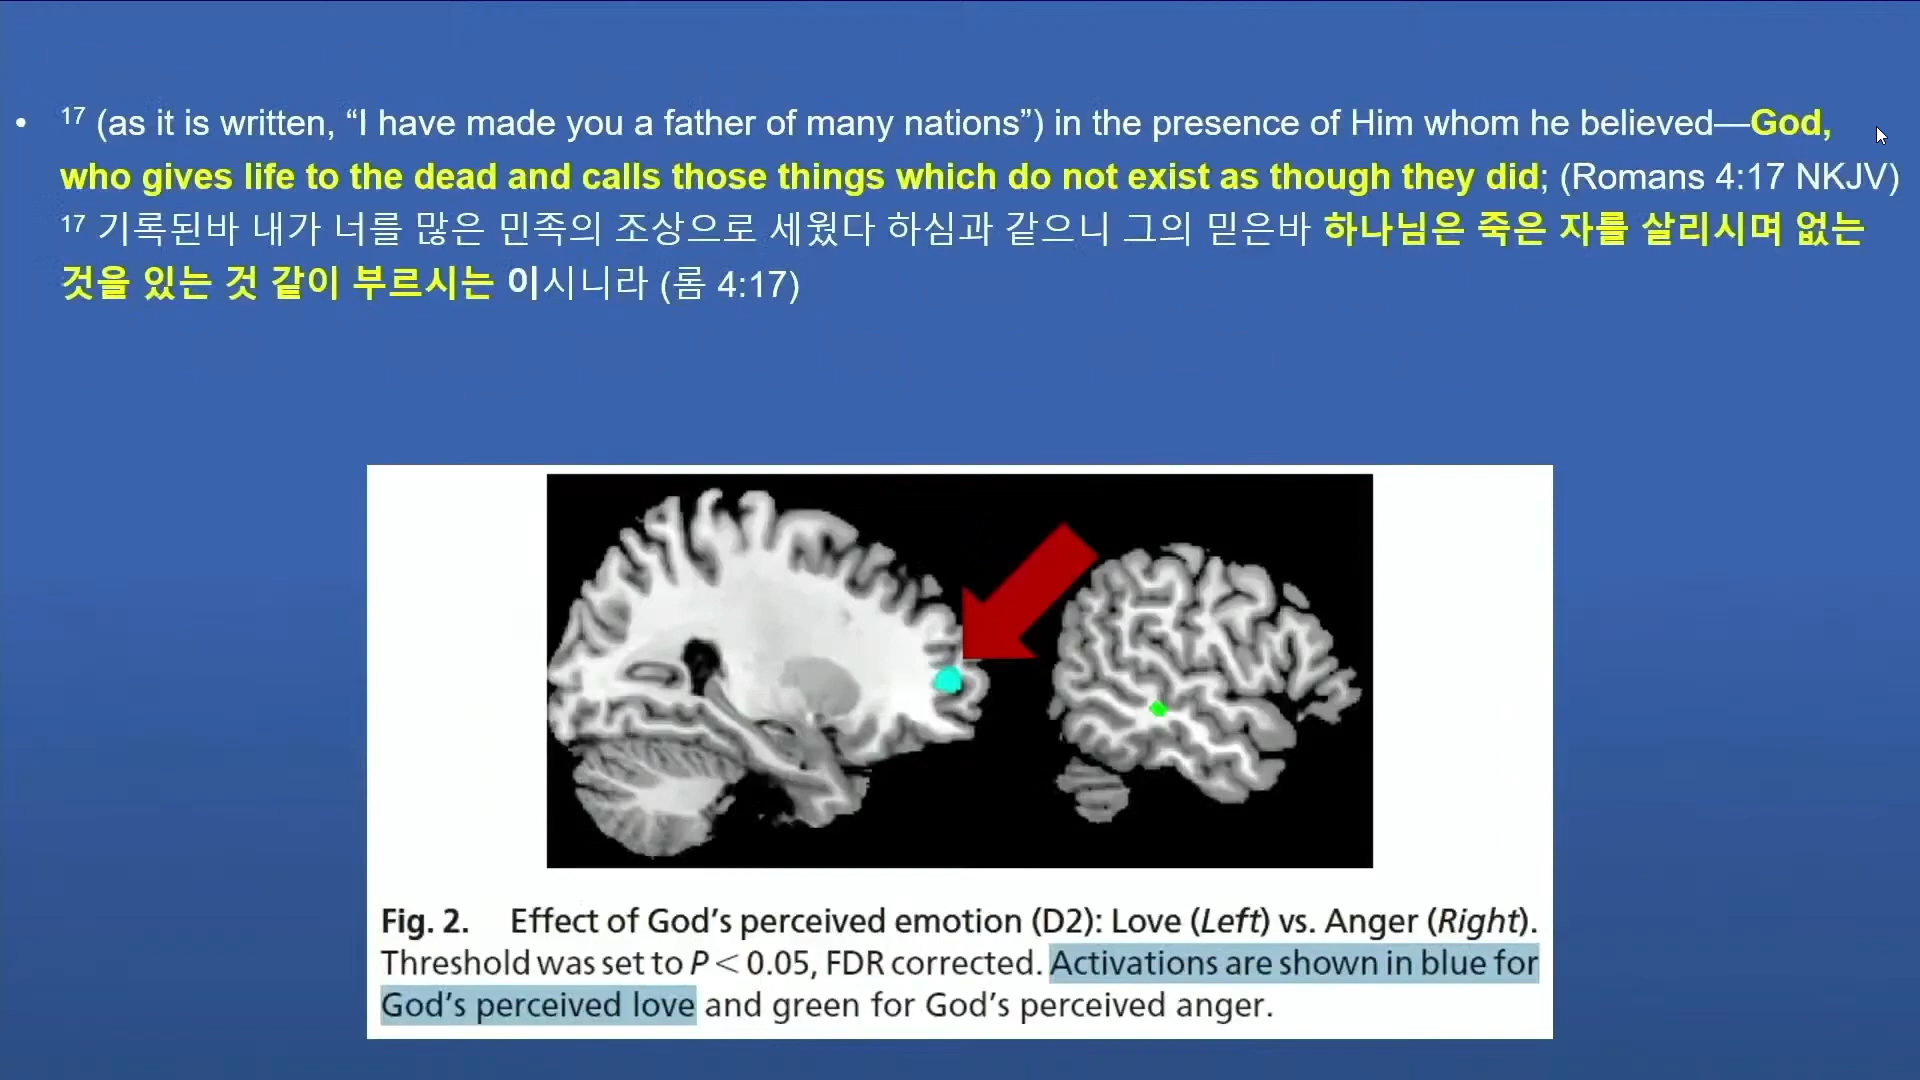 • 17 (as it is written, “I have made you a father of many nations”) in the presence of Him whom he believed—God,
who gives life to the dead and calls those things which do not exist as though they did; (Romans 4:17 NKJV)
17 기록된바 내가 너를 많은 민족의 조상으로 세웠다 하심과 같으니 그의 믿은바 하나님은 죽은 자를 살리시며 없는
것을 있는 것 같이 부르시는 이시니라 (롬 4:17)
Fig. 2. Effect of God’s perceived emotion (D2): Love (Left) vs. Anger (Right).
Threshold was set to P < 0.05, FDR corrected. Activations are shown in blue for
God’s perceived love and green for God’s perceived anger.